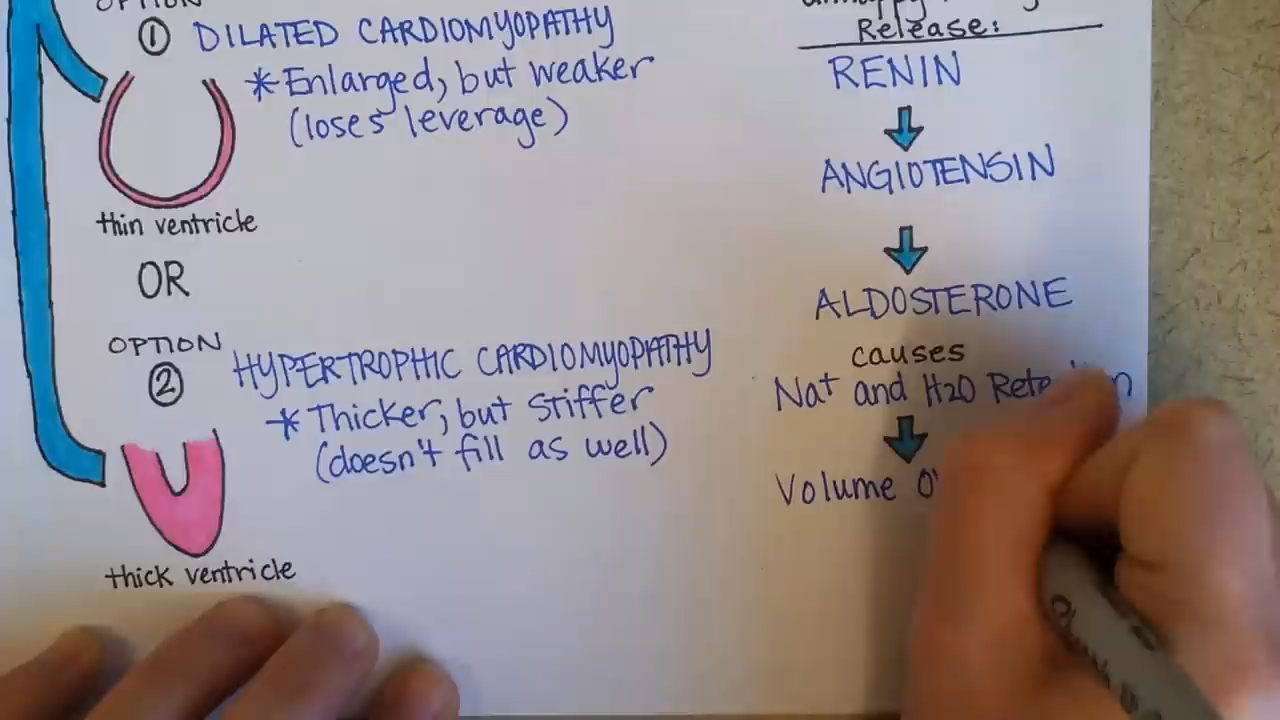 ① DILATED CARDIOMYOPATHY
* Enlarged, but weaker
(loses leverage)
thin ventricle
OR
OPTION
②
HYPERTROPHIC CARDIOMYOPATHY
* Thicker, but stiffer
(doesn't fill as well)
thick ventricle
Release:
RENIN
ANGIOTENSIN
ALDOSTERONE
causes
Na+ and H2O
Volume